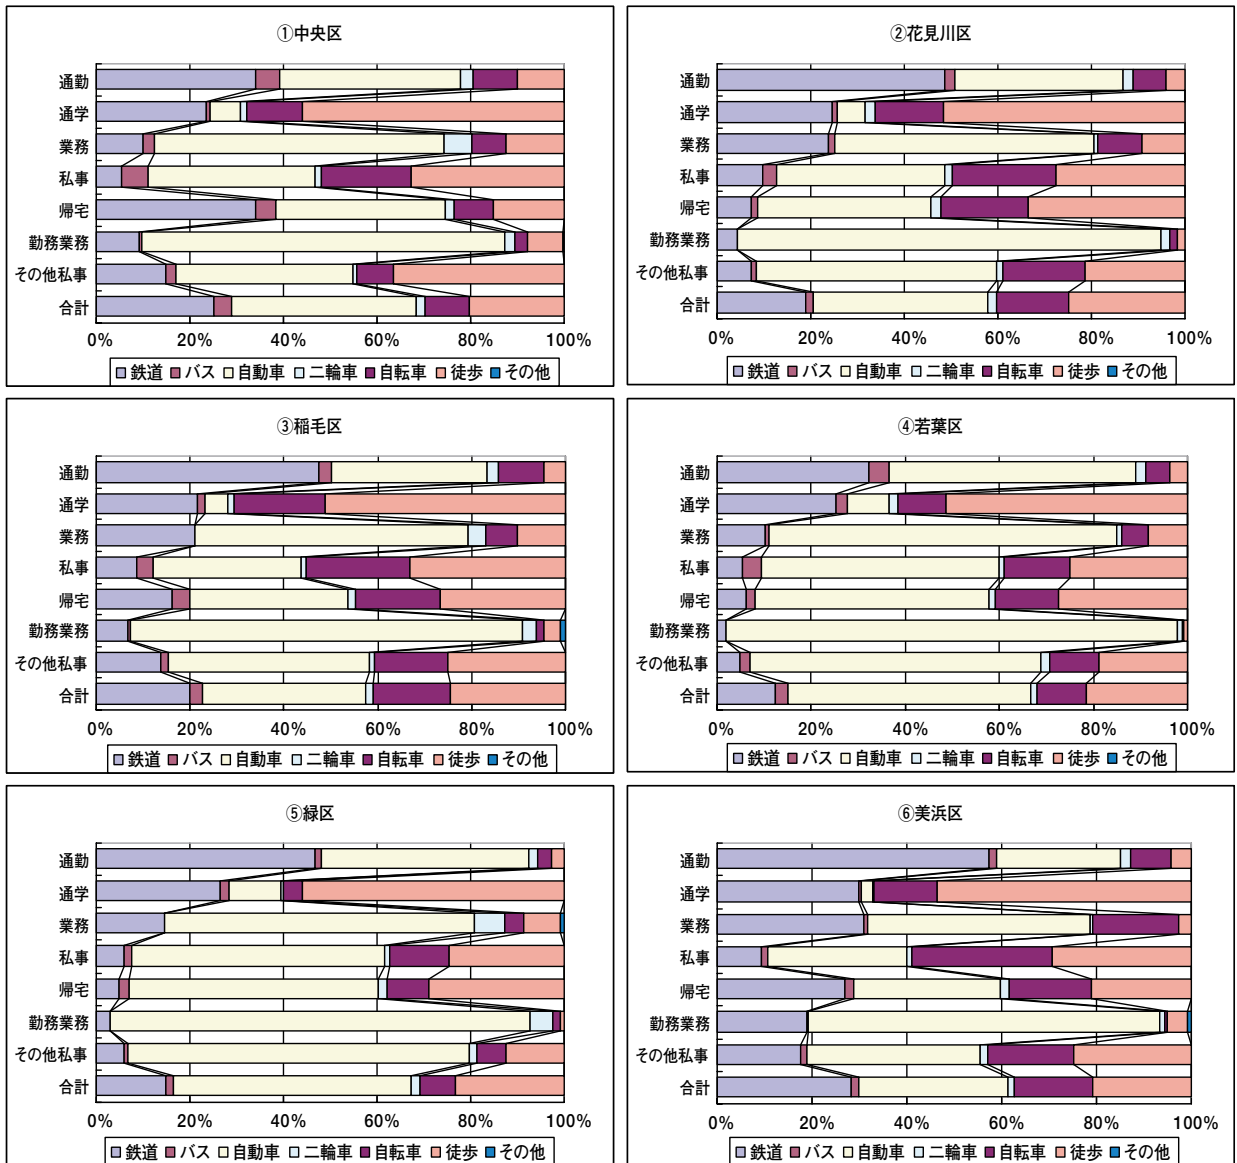 ①中央区
通勤
通学
業務
私事
帰宅
勤務業務
その他私事
合計
0% 20% 40% 60% 80% 100%
鉄道 バス 自動車 二輪車 自転車 徒歩 その他
②花見川区
通勤
通学
業務
私事
帰宅
勤務業務
その他私事
合計
0% 20% 40% 60% 80% 100%
鉄道 バス 自動車 二輪車 自転車 徒歩 その他
③稲毛区
通勤
通学
業務
私事
帰宅
勤務業務
その他私事
合計
0% 20% 40% 60% 80% 100%
鉄道 バス 自動車 二輪車 自転車 徒歩 その他
④若葉区
通勤
通学
業務
私事
帰宅
勤務業務
その他私事
合計
0% 20% 40% 60% 80% 100%
鉄道 バス 自動車 二輪車 自転車 徒歩 その他
⑤緑区
通勤
通学
業務
私事
帰宅
勤務業務
その他私事
合計
0% 20% 40% 60% 80% 100%
鉄道 バス 自動車 二輪車 自転車 徒歩 その他
⑥美浜区
通勤
通学
業務
私事
帰宅
勤務業務
その他私事
合計
0% 20% 40% 60% 80% 100%
鉄道 バス 自動車 二輪車 自転車 徒歩 その他